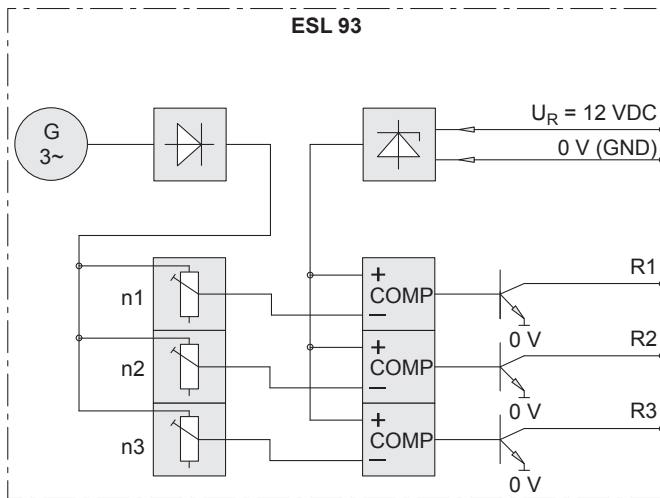 ESL 93
G
3~
U_R = 12 VDC
0 V (GND)
n1
+
COMP
−
R1
0 V
n2
+
COMP
−
R2
0 V
n3
+
COMP
−
R3
0 V